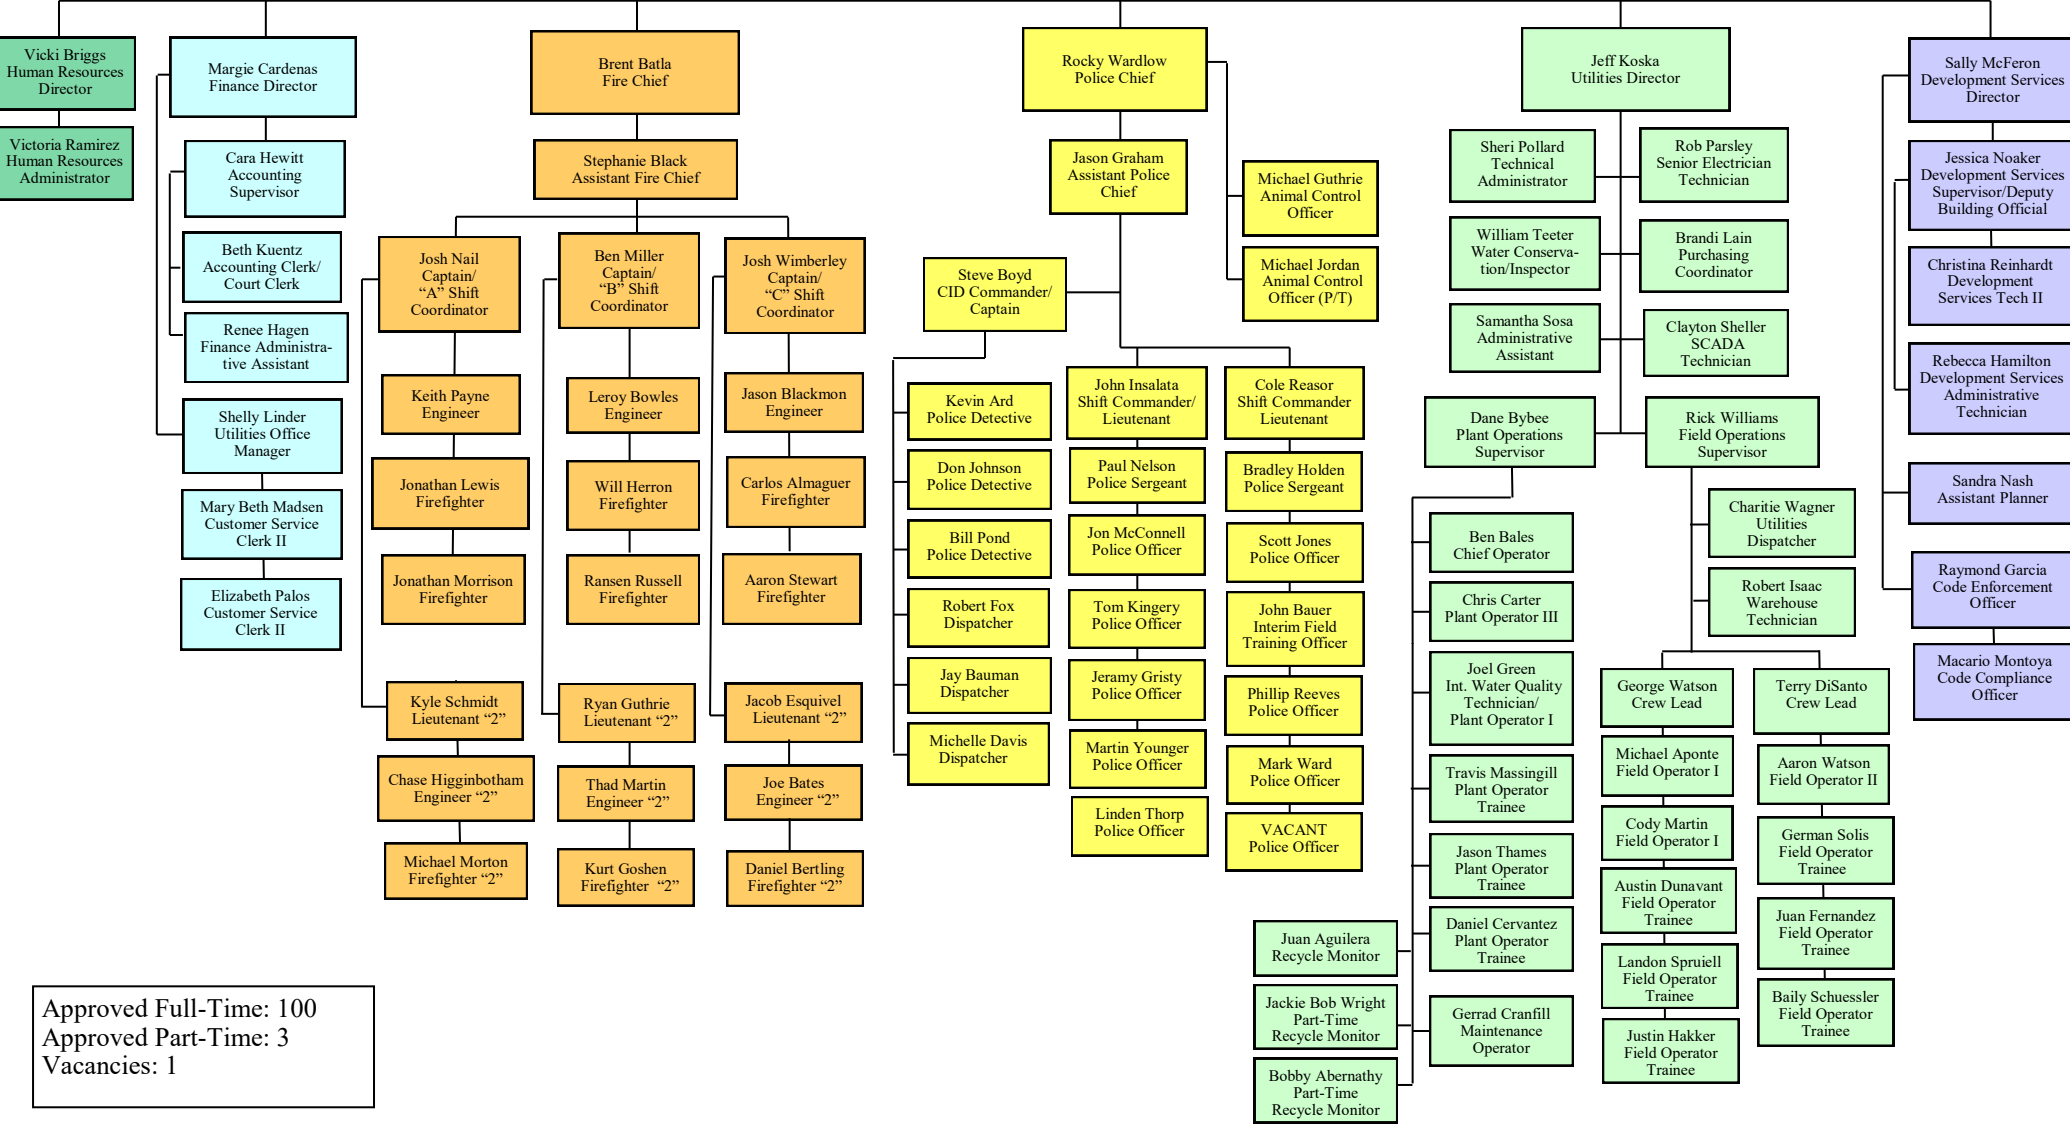 Vicki Briggs
Human Resources
Director
Victoria Ramirez
Human Resources
Administrator
Margie Cardenas
Finance Director
Cara Hewitt
Accounting
Supervisor
Beth Kuentz
Accounting Clerk/
Court Clerk
Renee Hagen
Finance Administra-
tive Assistant
Shelly Linder
Utilities Office
Manager
Mary Beth Madsen
Customer Service
Clerk II
Elizabeth Palos
Customer Service
Clerk II
Brent Batla
Fire Chief
Stephanie Black
Assistant Fire Chief
Josh Nail
Captain/
“A” Shift
Coordinator
Keith Payne
Engineer
Jonathan Lewis
Firefighter
Jonathan Morrison
Firefighter
Kyle Schmidt
Lieutenant “2”
Chase Higginbotham
Engineer “2”
Michael Morton
Firefighter “2”
Ben Miller
Captain/
“B” Shift
Coordinator
Leroy Bowles
Engineer
Will Herron
Firefighter
Ransen Russell
Firefighter
Ryan Guthrie
Lieutenant “2”
Thad Martin
Engineer “2”
Kurt Goshen
Firefighter “2”
Josh Wimberley
Captain/
“C” Shift
Coordinator
Jason Blackmon
Engineer
Carlos Almaguer
Firefighter
Aaron Stewart
Firefighter
Jacob Esquivel
Lieutenant “2”
Joe Bates
Engineer “2”
Daniel Bertling
Firefighter “2”
Rocky Wardlow
Police Chief
Jason Graham
Assistant Police
Chief
Michael Guthrie
Animal Control
Officer
Michael Jordan
Animal Control
Officer (P/T)
Steve Boyd
CID Commander/
Captain
Kevin Ard
Police Detective
Don Johnson
Police Detective
Bill Pond
Police Detective
Robert Fox
Dispatcher
Jay Bauman
Dispatcher
Michelle Davis
Dispatcher
John Insalata
Shift Commander/
Lieutenant
Paul Nelson
Police Sergeant
Jon McConnell
Police Officer
Tom Kingery
Police Officer
Jeramy Gristy
Police Officer
Martin Younger
Police Officer
Linden Thorp
Police Officer
Cole Reasor
Shift Commander
Lieutenant
Bradley Holden
Police Sergeant
Scott Jones
Police Officer
John Bauer
Interim Field
Training Officer
Phillip Reeves
Police Officer
Mark Ward
Police Officer
VACANT
Police Officer
Jeff Koska
Utilities Director
Sheri Pollard
Technical
Administrator
Rob Parsley
Senior Electrician
Technician
William Teeter
Water Conserva-
tion/Inspector
Brandi Lain
Purchasing
Coordinator
Samantha Sosa
Administrative
Assistant
Clayton Sheller
SCADA
Technician
Dane Bybee
Plant Operations
Supervisor
Rick Williams
Field Operations
Supervisor
Ben Bales
Chief Operator
Chris Carter
Plant Operator III
Joel Green
Int. Water Quality
Technician/
Plant Operator I
Travis Massingill
Plant Operator
Trainee
Jason Thames
Plant Operator
Trainee
Daniel Cervantez
Plant Operator
Trainee
Gerrad Cranfill
Maintenance
Operator
Juan Aguilera
Recycle Monitor
Jackie Bob Wright
Part-Time
Recycle Monitor
Bobby Abernathy
Part-Time
Recycle Monitor
Charitie Wagner
Utilities
Dispatcher
Robert Isaac
Warehouse
Technician
George Watson
Crew Lead
Michael Aponte
Field Operator I
Cody Martin
Field Operator I
Austin Dunavant
Field Operator
Trainee
Landon Spruiell
Field Operator
Trainee
Justin Hakker
Field Operator
Trainee
Terry DiSanto
Crew Lead
Aaron Watson
Field Operator II
German Solis
Field Operator
Trainee
Juan Fernandez
Field Operator
Trainee
Baily Schuessler
Field Operator
Trainee
Sally McFeron
Development Services
Director
Jessica Noaker
Development Services
Supervisor/Deputy
Building Official
Christina Reinhardt
Development
Services Tech II
Rebecca Hamilton
Development Services
Administrative
Technician
Sandra Nash
Assistant Planner
Raymond Garcia
Code Enforcement
Officer
Macario Montoya
Code Compliance
Officer
Approved Full-Time: 100
Approved Part-Time: 3
Vacancies: 1